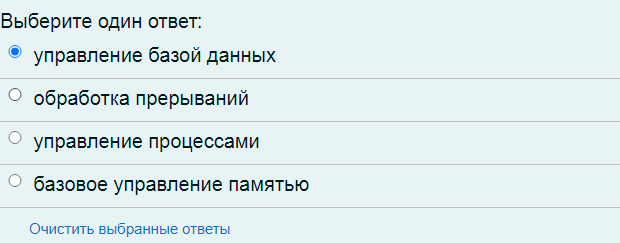 Выберите один ответ:
управление базой данных
обработка прерываний
управление процессами
базовое управление памятью
Очистить выбранные ответы